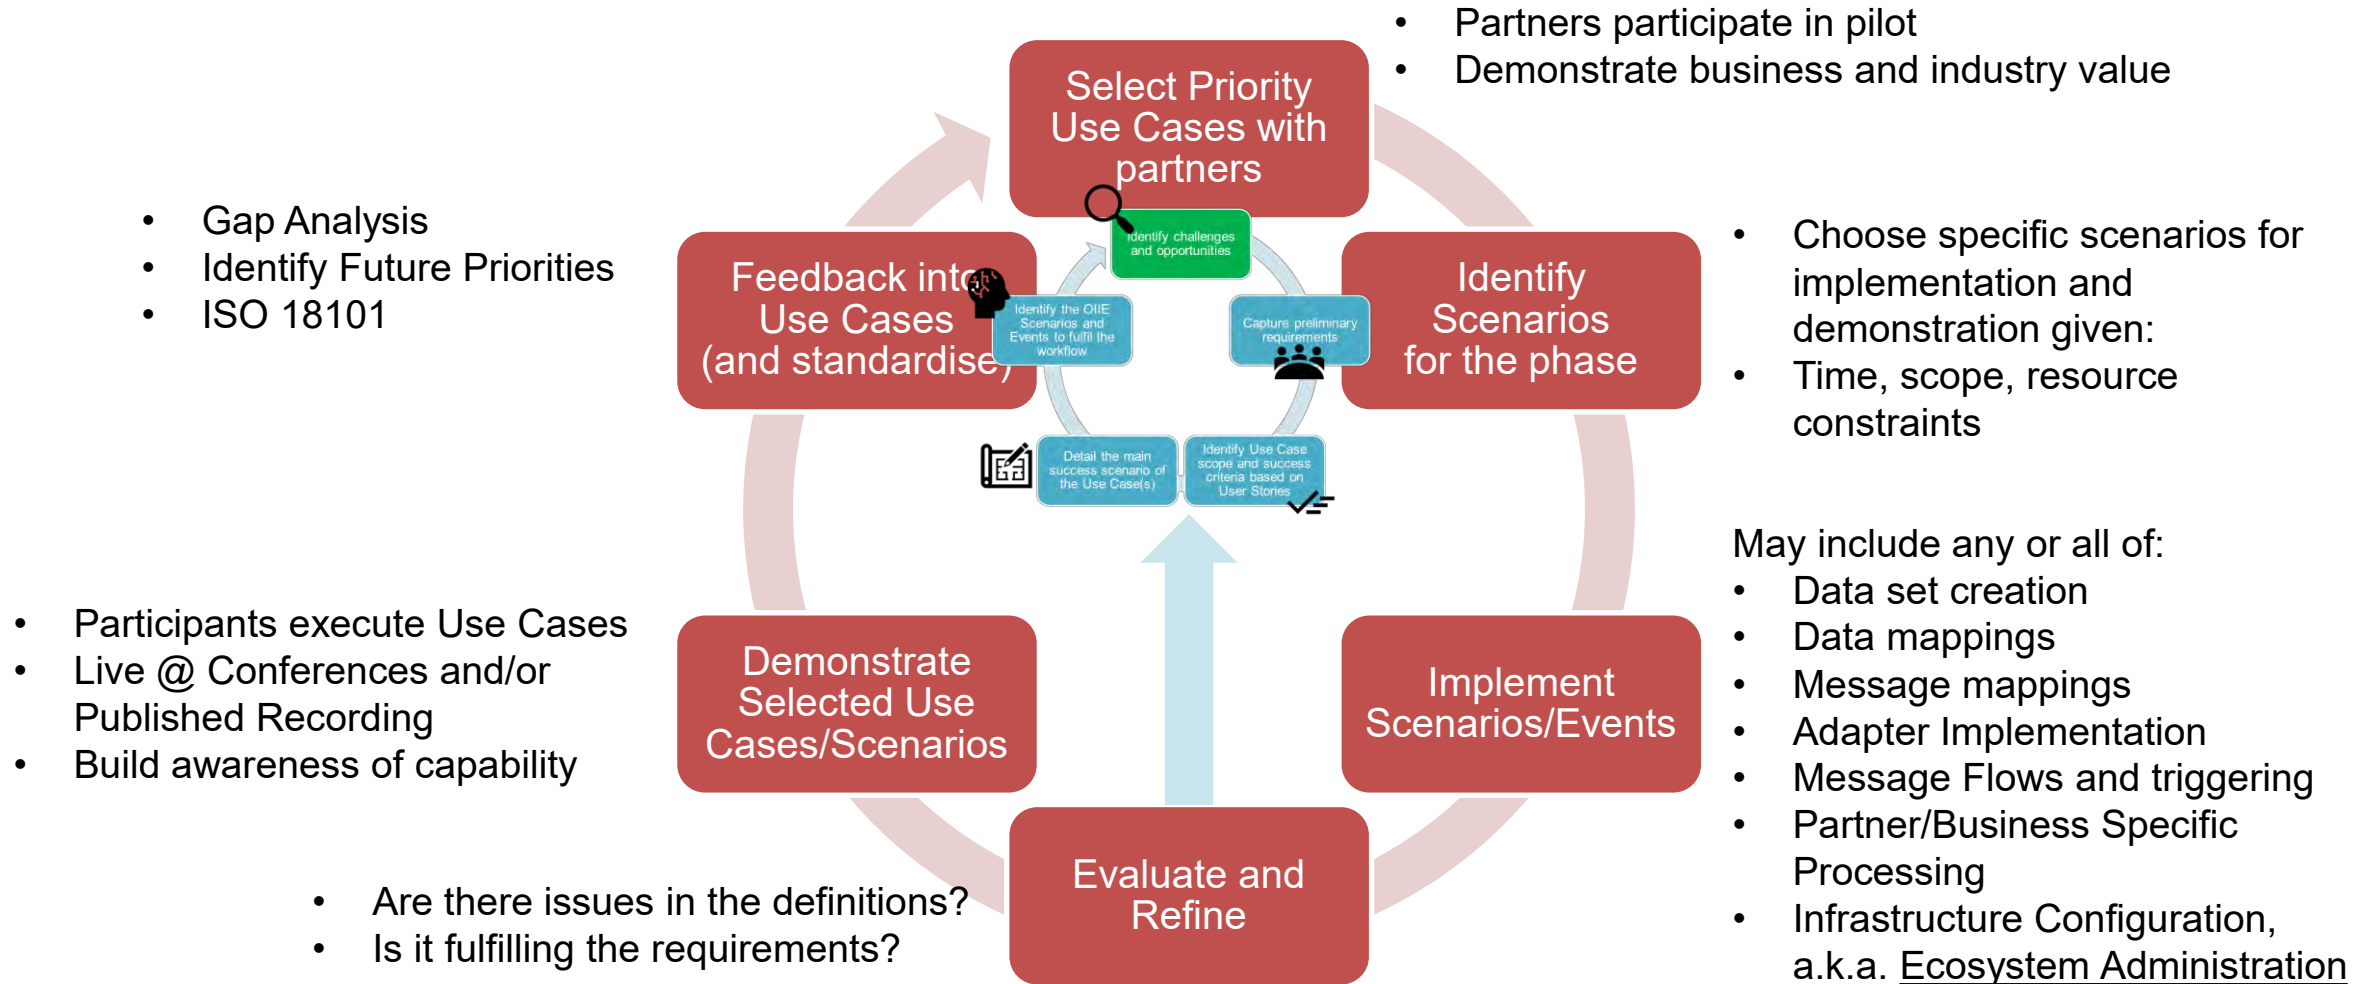 • Partners participate in pilot
• Demonstrate business and industry value
Select Priority
Use Cases with
partners
• Gap Analysis
• Identify Future Priorities
• ISO 18101
Feedback into
Use Cases
(and standardise)
Identify challenges
and opportunities
Identify the OIIE
Scenarios and
Events to fulfil the
workflow
Capture preliminary
requirements
Detail the main
success scenario of
the Use Case(s)
Identify Use Case
scope and success
criteria based on
User Stories
Identify
Scenarios
for the phase
• Choose specific scenarios for
implementation and
demonstration given:
• Time, scope, resource
constraints
• Participants execute Use Cases
• Live @ Conferences and/or
Published Recording
• Build awareness of capability
Demonstrate
Selected Use
Cases/Scenarios
Implement
Scenarios/Events
May include any or all of:
• Data set creation
• Data mappings
• Message mappings
• Adapter Implementation
• Message Flows and triggering
• Partner/Business Specific
Processing
• Infrastructure Configuration,
a.k.a. Ecosystem Administration
• Are there issues in the definitions?
• Is it fulfilling the requirements?
Evaluate and
Refine